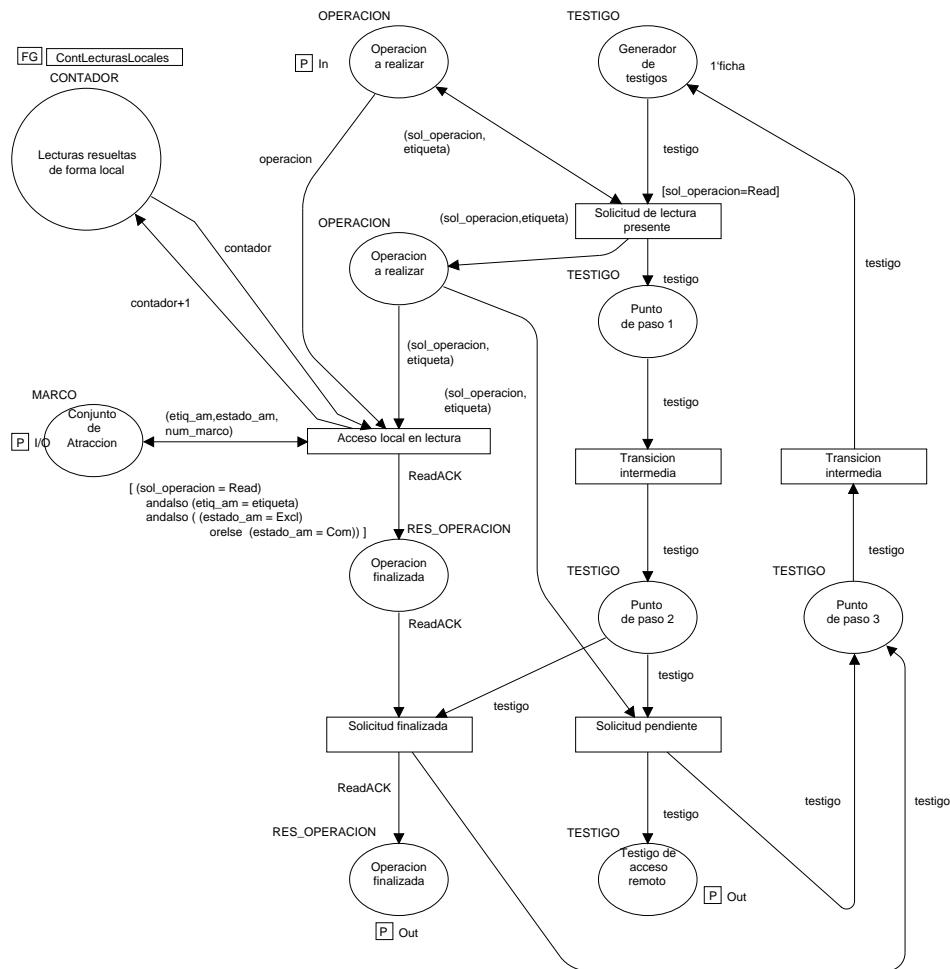 OPERACION
TESTIGO
FG
ContLecturasLocales
CONTADOR
P
In
Operacion
a realizar
Generador
de
testigos
1'ficha
Lecturas resueltas
de forma local
operacion
(sol_operacion,
etiqueta)
testigo
[sol_operacion=Read]
Solicitud de lectura
presente
OPERACION
(sol_operacion,etiqueta)
contador
Operacion
a realizar
TESTIGO
testigo
testigo
contador+1
Punto
de paso 1
(sol_operacion,
etiqueta)
(sol_operacion,
etiqueta)
testigo
MARCO
P
I/O
Conjunto
de
Atraccion
(etiq_am,estado_am,
num_marco)
Acceso local en lectura
Transicion
intermedia
Transicion
intermedia
ReadACK
[ (sol_operacion = Read)
andalso (etiq_am = etiqueta)
andalso ( (estado_am = Excl)
orelse  (estado_am = Com)) ]
RES_OPERACION
testigo
testigo
Operacion
finalizada
TESTIGO
TESTIGO
Punto
de paso 2
Punto
de paso 3
ReadACK
testigo
testigo
Solicitud finalizada
Solicitud pendiente
ReadACK
testigo
testigo
testigo
RES_OPERACION
TESTIGO
Operacion
finalizada
Testigo de
acceso
remoto
P
Out
P
Out